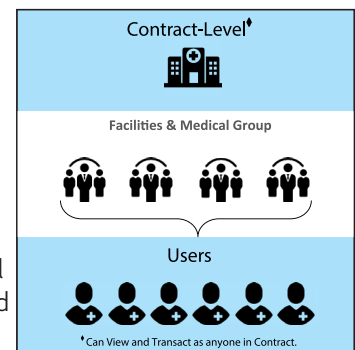 Contract-Level♦
Facilities & Medical Group
l
d
Users
♦Can View and Transact as anyone in Contract.